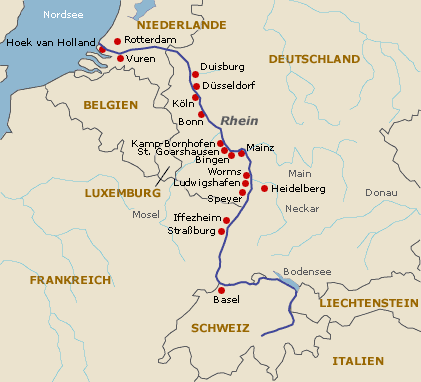 Nordsee
NIEDERLANDE
Hoek van Holland
Rotterdam
Vuren
DEUTSCHLAND
Duisburg
Düsseldorf
BELGIEN
Köln
Bonn
Rhein
Kamp-Bornhofen
St. Goarshausen
Mainz
Bingen
Worms
Main
LUXEMBURG
Ludwigshafen
Heidelberg
Speyer
Donau
Mosel
Iffezheim
Neckar
Straßburg
FRANKREICH
Bodensee
Basel
LIECHTENSTEIN
SCHWEIZ
ITALIEN